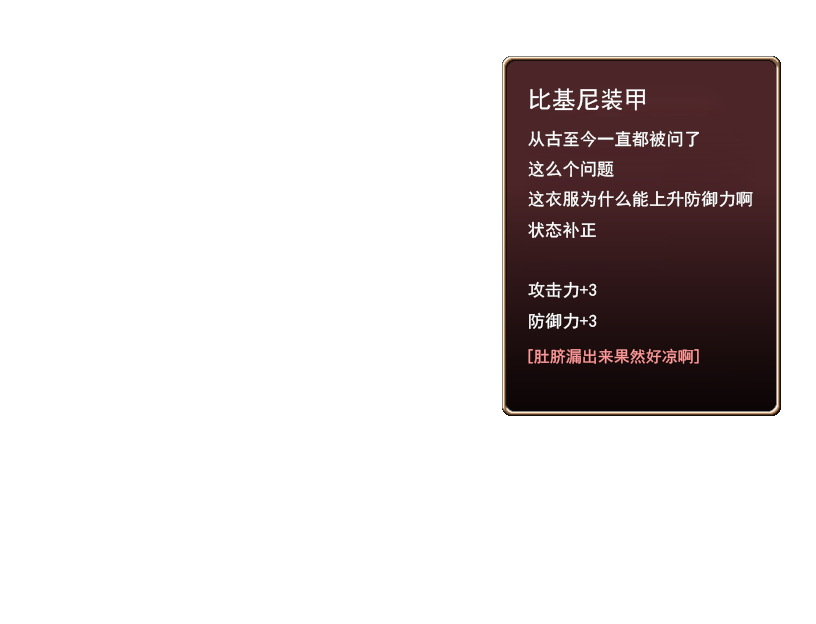 比基尼装甲
从古至今一直都被问了
这么个问题
这衣服为什么能上升防御力啊
状态补正
攻击力+3
防御力+3
[肚脐漏出来果然好凉啊]